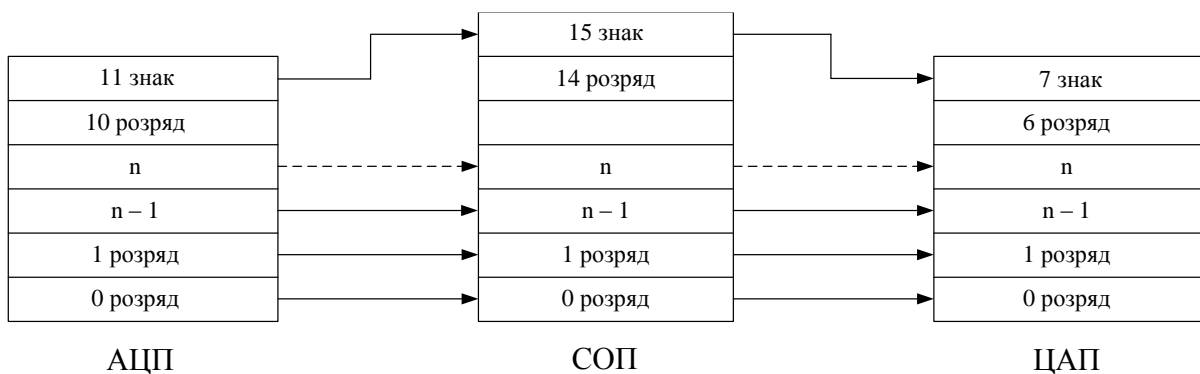 11 знак
10 розряд
n
n – 1
1 розряд
0 розряд
АЦП
15 знак
14 розряд
n
n – 1
1 розряд
0 розряд
СОП
7 знак
6 розряд
n
n – 1
1 розряд
0 розряд
ЦАП